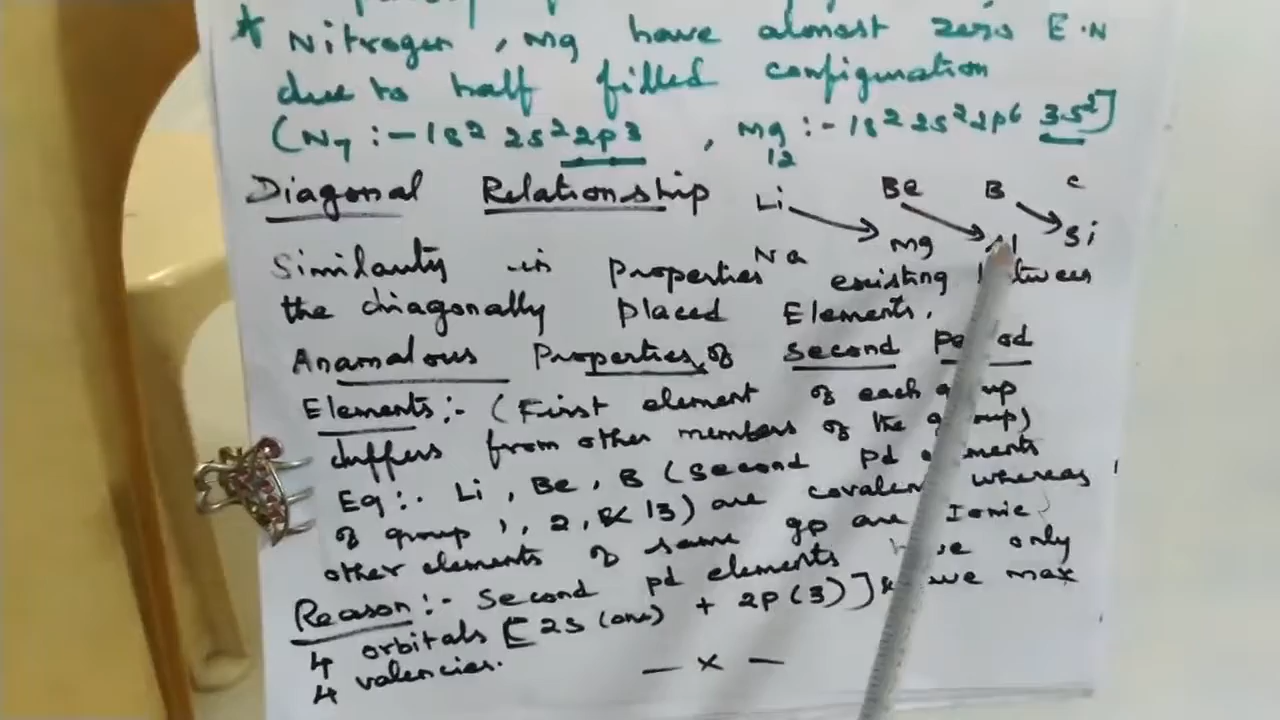 * Nitrogen, Mg have almost zero E.N
due to half filled configuration
(N7 :- 1s² 2s² 2p3 , Mg12 :- 1s² 2s² 2p6 3s²]
Diagonal Relationship Li Be B C
Na Mg Al Si
Similarity in Properties existing between
the diagonally placed Elements.
Anamalous Properties of second Period
Elements :- (First element of each group
differs from other members of the group)
Eg :- Li, Be, B (second pd elements
of group 1, 2, & 13) are covalent whereas
other elements of same gp are Ionic
Reason :- second pd elements have only
4 orbitals [2s (one) + 2p (3)] & have max
4 valencies.
— x —